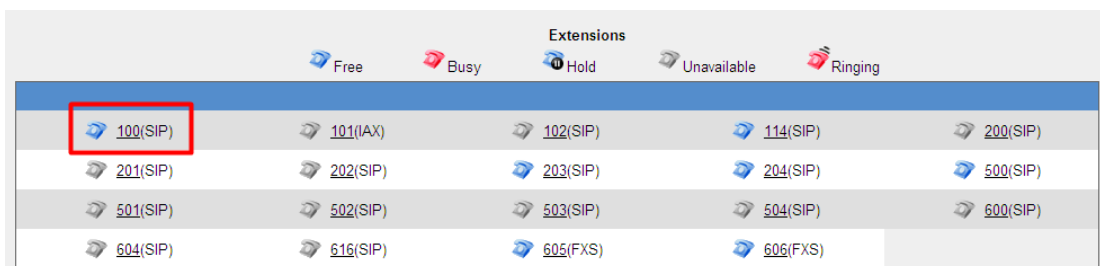 Extensions
Free Busy Hold Unavailable Ringing
100(SIP) 101(IAX) 102(SIP) 114(SIP) 200(SIP)
201(SIP) 202(SIP) 203(SIP) 204(SIP) 500(SIP)
501(SIP) 502(SIP) 503(SIP) 504(SIP) 600(SIP)
604(SIP) 616(SIP) 605(FXS) 606(FXS)